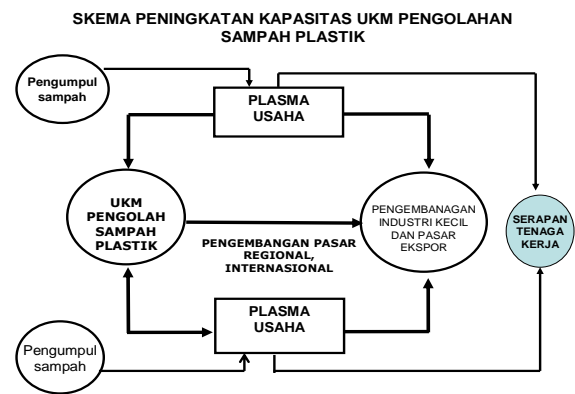 SKEMA PENINGKATAN KAPASITAS UKM PENGOLAHAN
SAMPAH PLASTIK
Pengumpul
sampah
PLASMA
USAHA
UKM
PENGOLAH
SAMPAH
PLASTIK
PENGEMBANGAN PASAR
REGIONAL,
INTERNASIONAL
PENGEMBANAGAN
INDUSTRI KECIL
DAN PASAR
EKSPOR
SERAPAN
TENAGA
KERJA
PLASMA
USAHA
Pengumpul
sampah